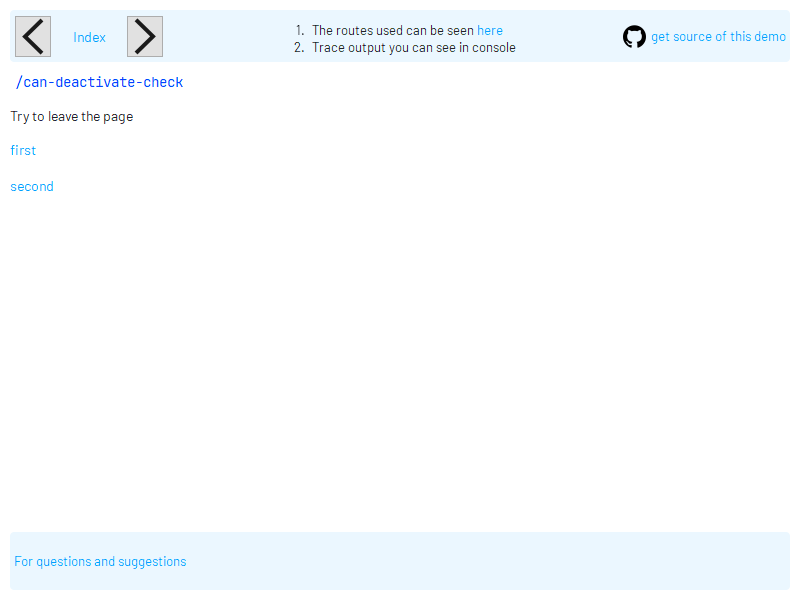 Index
1. The routes used can be seen here
2. Trace output you can see in console
get source of this demo
/can-deactivate-check
Try to leave the page
first
second
For questions and suggestions